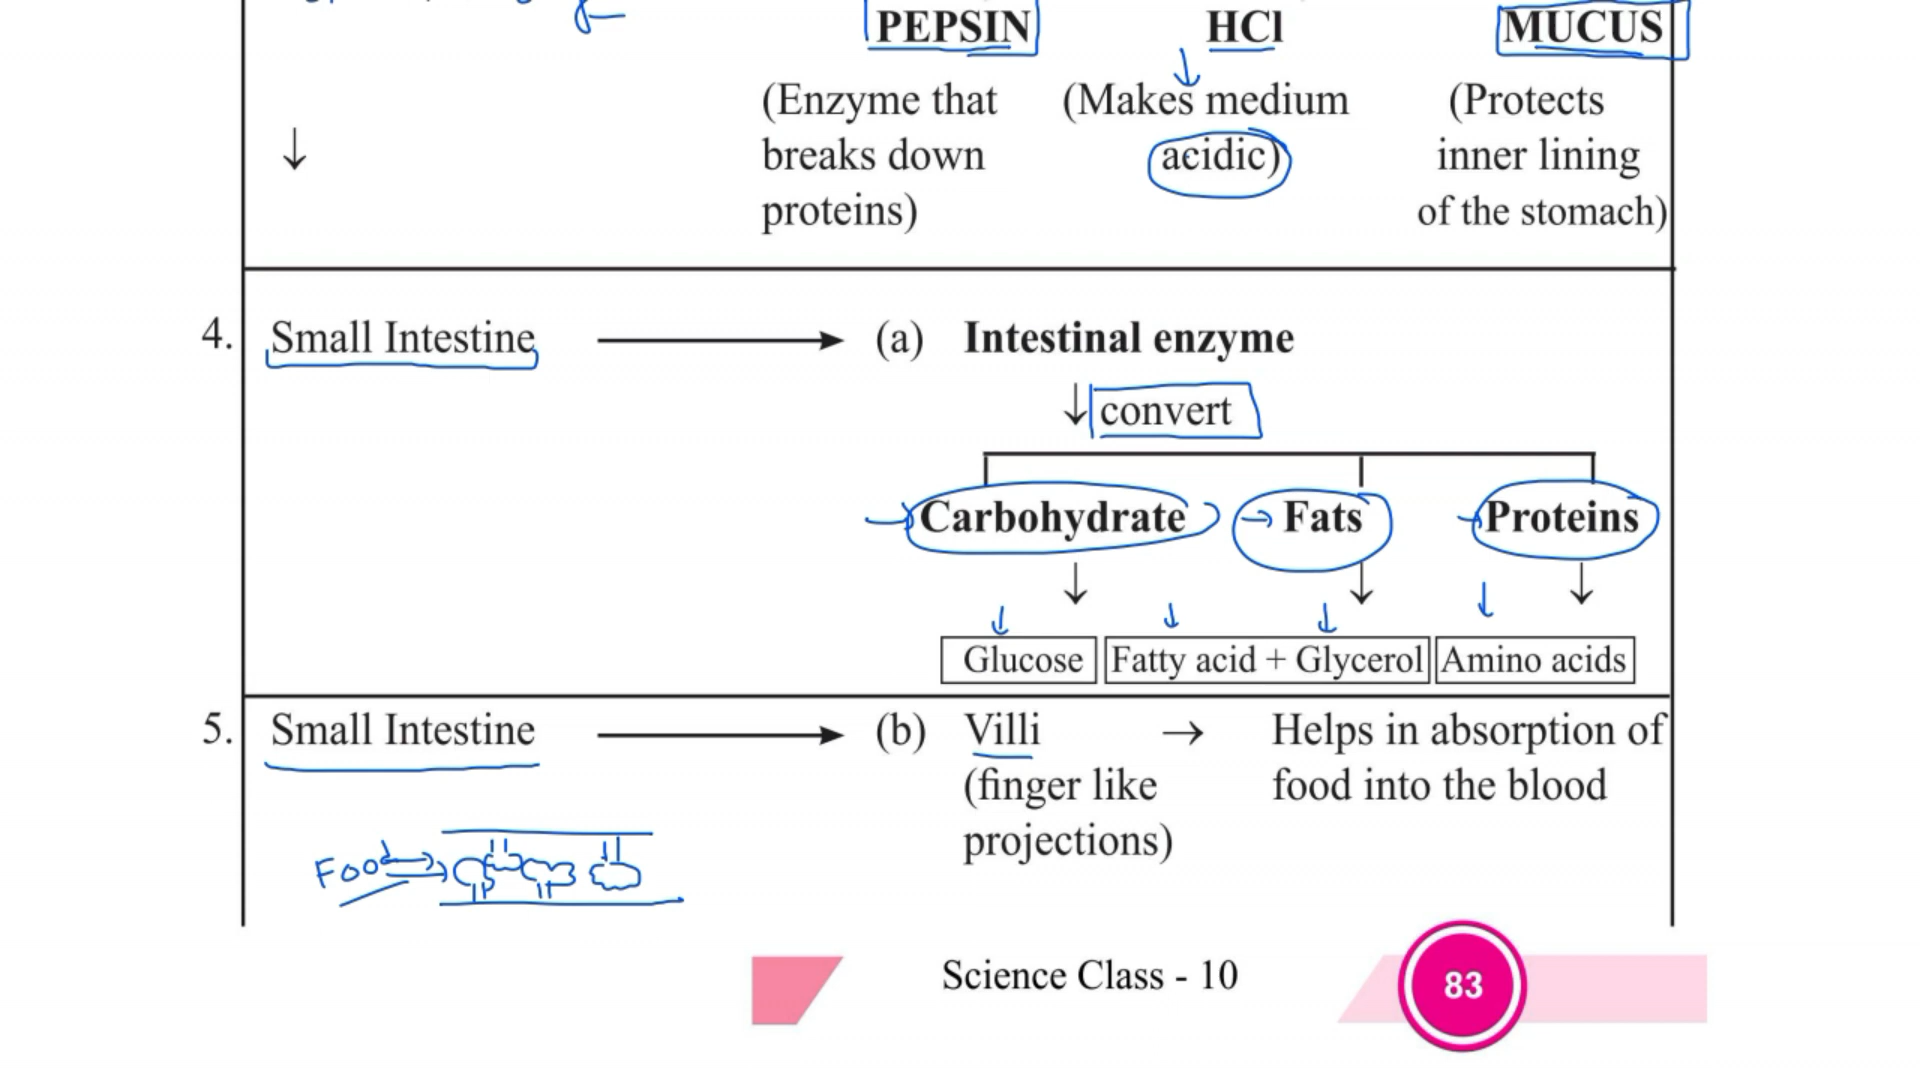 PEPSIN HCl MUCUS
(Enzyme that (Makes medium (Protects
↓ breaks down acidic) inner lining
proteins) of the stomach)
4. Small Intestine → (a) Intestinal enzyme
↓ convert
Carbohydrate → Fats Proteins
↓ ↓ ↓
Glucose Fatty acid + Glycerol Amino acids
5. Small Intestine → (b) Villi → Helps in absorption of
(finger like food into the blood
projections)
Food
Science Class - 10
83